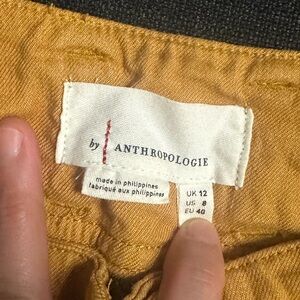 by ANTHROPOLOGIE
made in philippines
fabriqué aux philippines
UK 12
US 8
EU 40